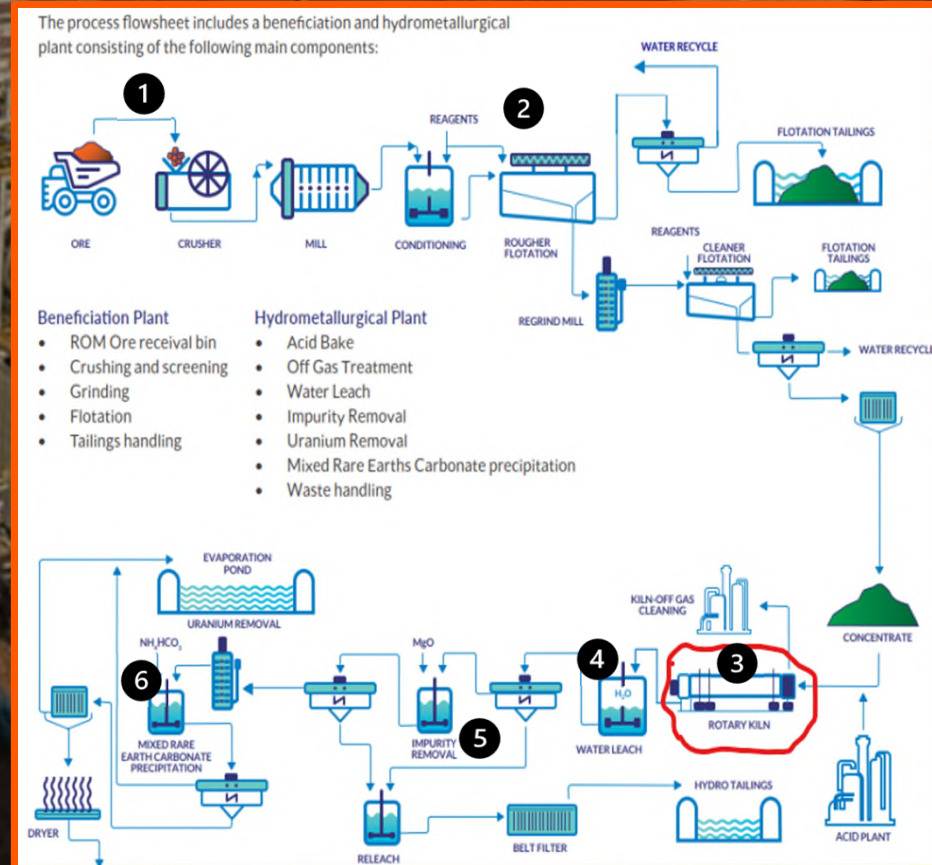 The process flowsheet includes a beneficiation and hydrometallurgical
plant consisting of the following main components:
WATER RECYCLE
1
2
REAGENTS
FLOTATION TAILINGS
ORE
CRUSHER
MILL
CONDITIONING
ROUGHER
FLOTATION
REAGENTS
CLEANER
FLOTATION
FLOTATION
TAILINGS
REGRIND MILL
WATER RECYCLE
Beneficiation Plant
• ROM Ore receival bin
• Crushing and screening
• Grinding
• Flotation
• Tailings handling
Hydrometallurgical Plant
• Acid Bake
• Off Gas Treatment
• Water Leach
• Impurity Removal
• Uranium Removal
• Mixed Rare Earths Carbonate precipitation
• Waste handling
EVAPORATION
POND
URANIUM REMOVAL
KILN-OFF GAS
CLEANING
CONCENTRATE
NH₄HCO₃
MgO
4
3
H₂O
6
ROTARY KILN
MIXED RARE
EARTH CARBONATE
PRECIPITATION
IMPURITY
REMOVAL
5
WATER LEACH
HYDRO TAILINGS
DRYER
RELEACH
BELT FILTER
ACID PLANT